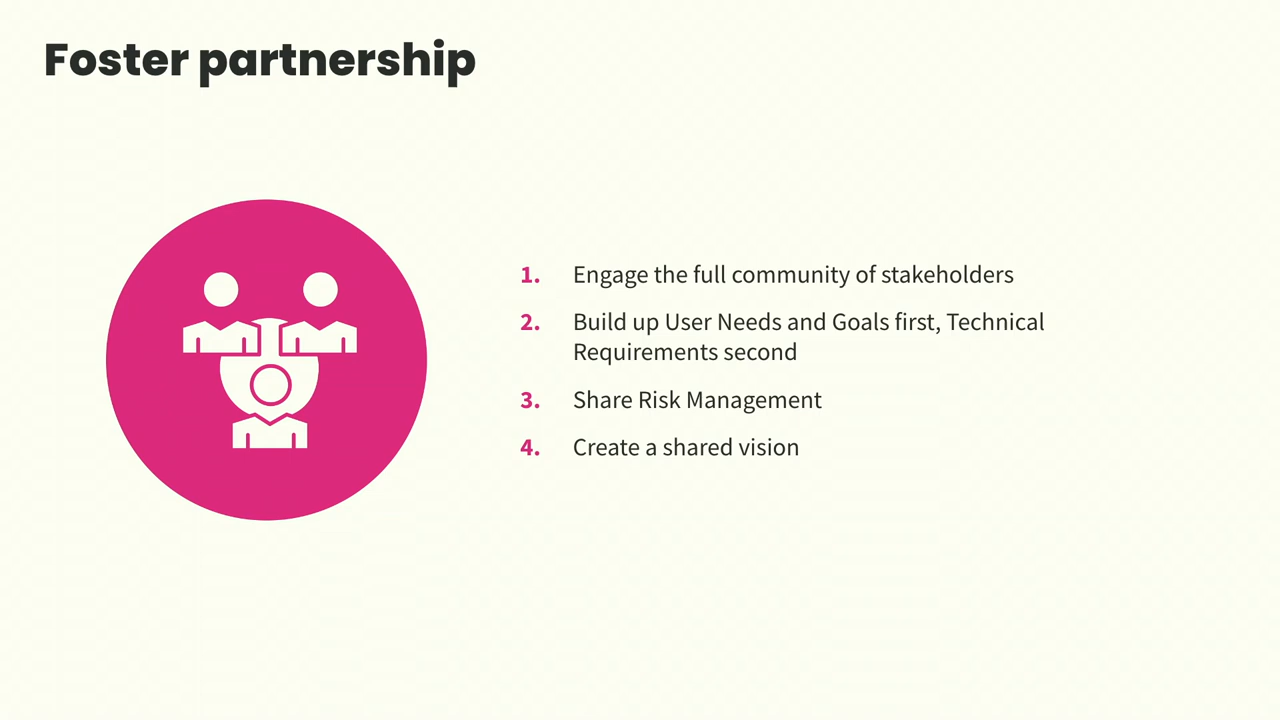 Foster partnership
1. Engage the full community of stakeholders
2. Build up User Needs and Goals first, Technical
Requirements second
3. Share Risk Management
4. Create a shared vision